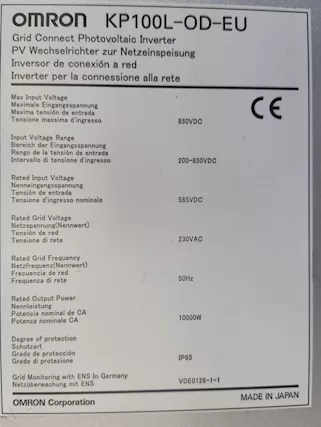 OMRON KP100L-OD-EU
Grid Connect Photovoltaic Inverter
PV Wechselrichter zur Netzeinspeisung
Inversor de conexión a red
Inverter per la connessione alla rete
CE
Max Input Voltage
Maximale Eingangsspannung
Maxima tensión de entrada
Tensione massima d'ingresso 850VDC
Input Voltage Range
Bereich der Eingangsspannung
Rango de la tensión de entrada
Intervallo di tensione d'ingresso 200-850VDC
Rated Input Voltage
Nenneingangsspannung
Tensión de entrada
Tensione d'ingresso nominale 585VDC
Rated Grid Voltage
Netzspannung(Nennwert)
Tensión de red
Tensione di rete 230VAC
Rated Grid Frequency
Netzfrequenz(Nennwert)
Frecuencia de red
Frequenza di rete 50Hz
Rated Output Power
Nennleistung
Potencia nominal de CA
Potenza nominale CA 10000W
Degree of protection
Schutzart
Grado de protección
Grado di protezione IP65
Grid Monitoring with ENS In Germany
Netzüberwachung mit ENS VDE0126-1-1
OMRON Corporation MADE IN JAPAN